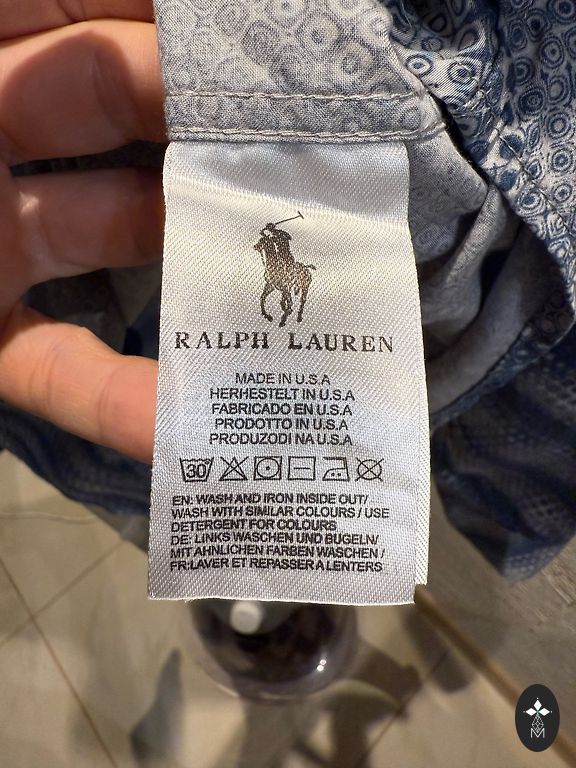 RALPH LAUREN
MADE IN U.S.A
HERHESTELT IN U.S.A
FABRICADO EN U.S.A
PRODOTTO IN U.S.A
PRODUZODI NA U.S.A
30
EN: WASH AND IRON INSIDE OUT/
WASH WITH SIMILAR COLOURS / USE
DETERGENT FOR COLOURS
DE: LINKS WASCHEN UND BUGELN/
MIT AHNLICHEN FARBEN WASCHEN /
FR:LAVER ET REPASSER A LENTERS
M